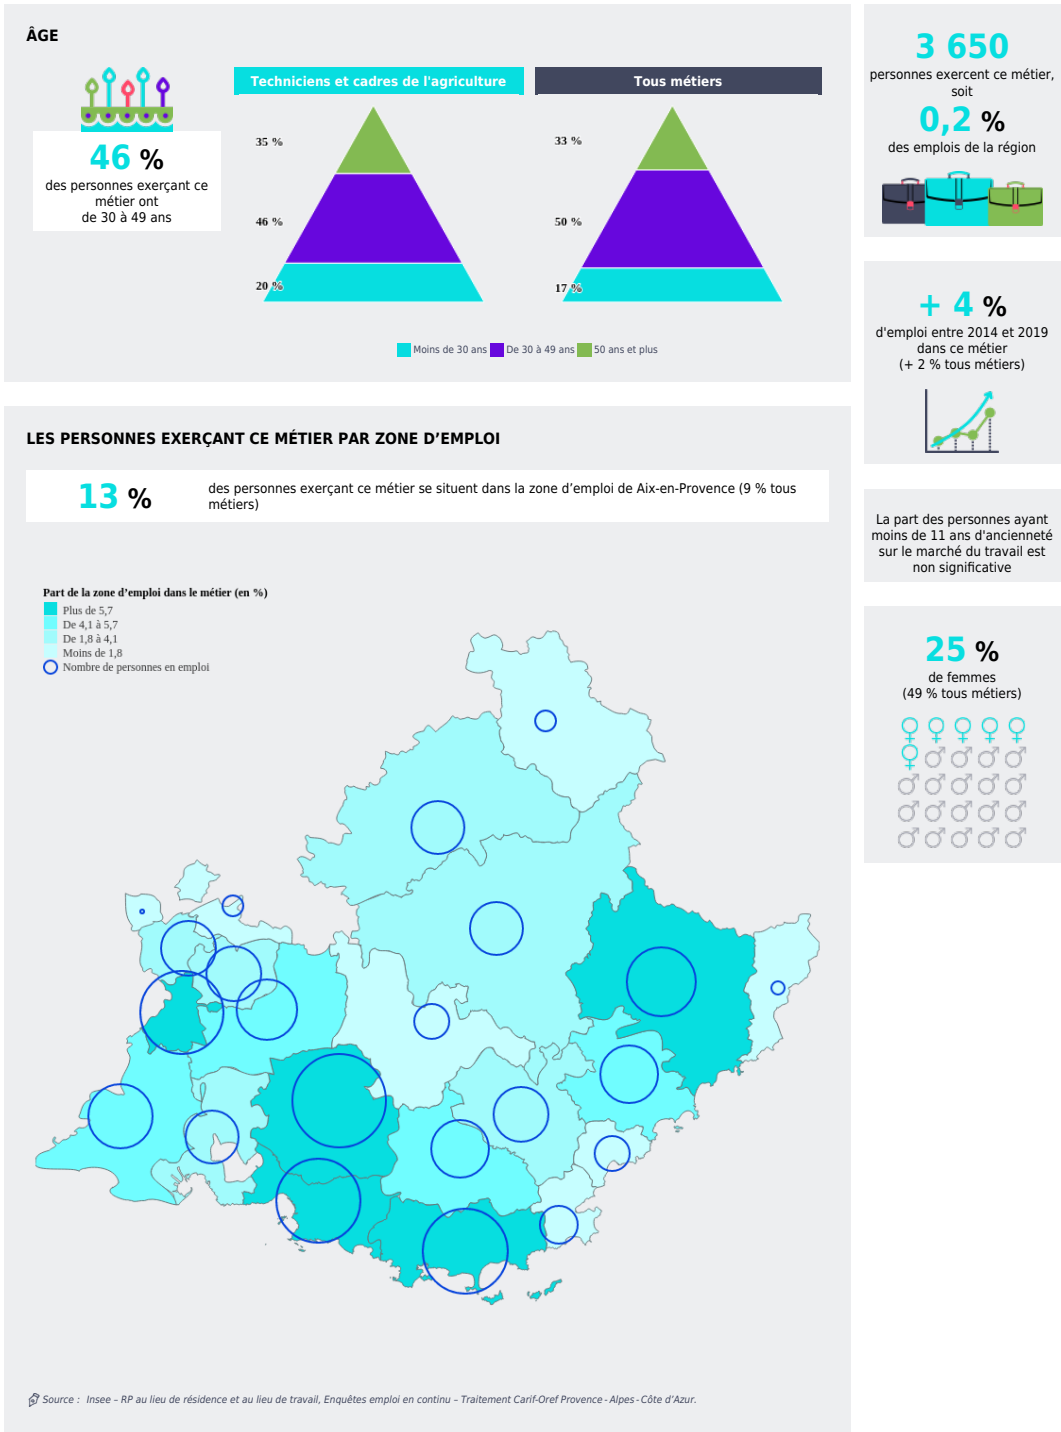 ÂGE
46 %
des personnes exerçant ce
métier ont
de 30 à 49 ans
Techniciens et cadres de l'agriculture
35 %
46 %
20 %
Tous métiers
33 %
50 %
17 %
Moins de 30 ans De 30 à 49 ans 50 ans et plus
LES PERSONNES EXERÇANT CE MÉTIER PAR ZONE D’EMPLOI
13 %
des personnes exerçant ce métier se situent dans la zone d’emploi de Aix-en-Provence (9 % tous
métiers)
Part de la zone d’emploi dans le métier (en %)
Plus de 5,7
De 4,1 à 5,7
De 1,8 à 4,1
Moins de 1,8
Nombre de personnes en emploi
Source : Insee – RP au lieu de résidence et au lieu de travail, Enquêtes emploi en continu – Traitement Carif-Oref Provence - Alpes - Côte d’Azur.
3 650
personnes exercent ce métier,
soit
0,2 %
des emplois de la région
+ 4 %
d'emploi entre 2014 et 2019
dans ce métier
(+ 2 % tous métiers)
La part des personnes ayant
moins de 11 ans d'ancienneté
sur le marché du travail est
non significative
25 %
de femmes
(49 % tous métiers)